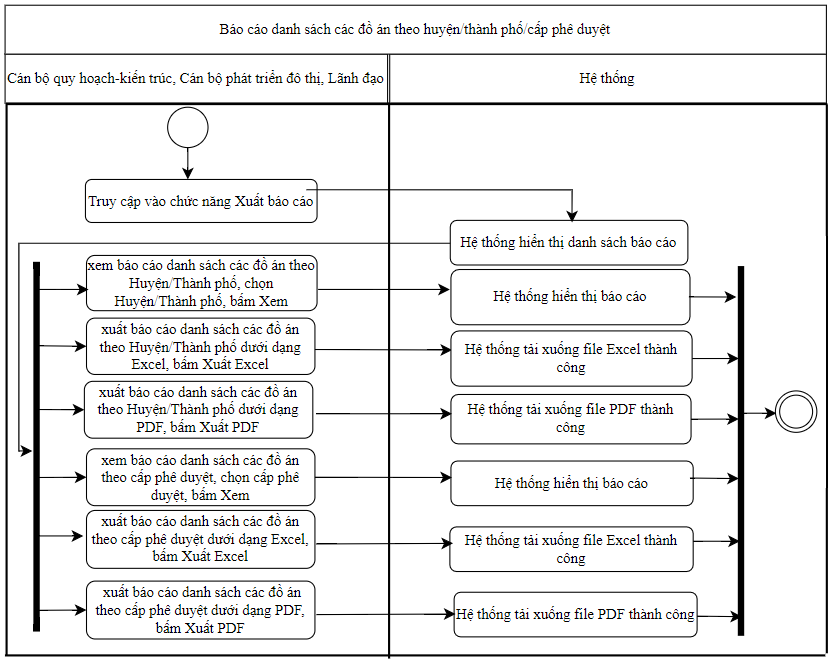 Báo cáo danh sách các đồ án theo huyện/thành phố/cấp phê duyệt
Cán bộ quy hoạch-kiến trúc, Cán bộ phát triển đô thị, Lãnh đạo
Hệ thống
Truy cập vào chức năng Xuất báo cáo
Hệ thống hiển thị danh sách báo cáo
xem báo cáo danh sách các đồ án theo
Huyện/Thành phố, chọn
Huyện/Thành phố, bấm Xem
Hệ thống hiển thị báo cáo
xuất báo cáo danh sách các đồ án
theo Huyện/Thành phố dưới dạng
Excel, bấm Xuất Excel
Hệ thống tải xuống file Excel thành
công
xuất báo cáo danh sách các đồ án
theo Huyện/Thành phố dưới dạng
PDF, bấm Xuất PDF
Hệ thống tải xuống file PDF thành
công
xem báo cáo danh sách các đồ án
theo cấp phê duyệt, chọn cấp phê
duyệt, bấm Xem
Hệ thống hiển thị báo cáo
xuất báo cáo danh sách các đồ án
theo cấp phê duyệt dưới dạng Excel,
bấm Xuất Excel
Hệ thống tải xuống file Excel thành
công
xuất báo cáo danh sách các đồ án
theo cấp phê duyệt dưới dạng PDF,
bấm Xuất PDF
Hệ thống tải xuống file PDF thành công